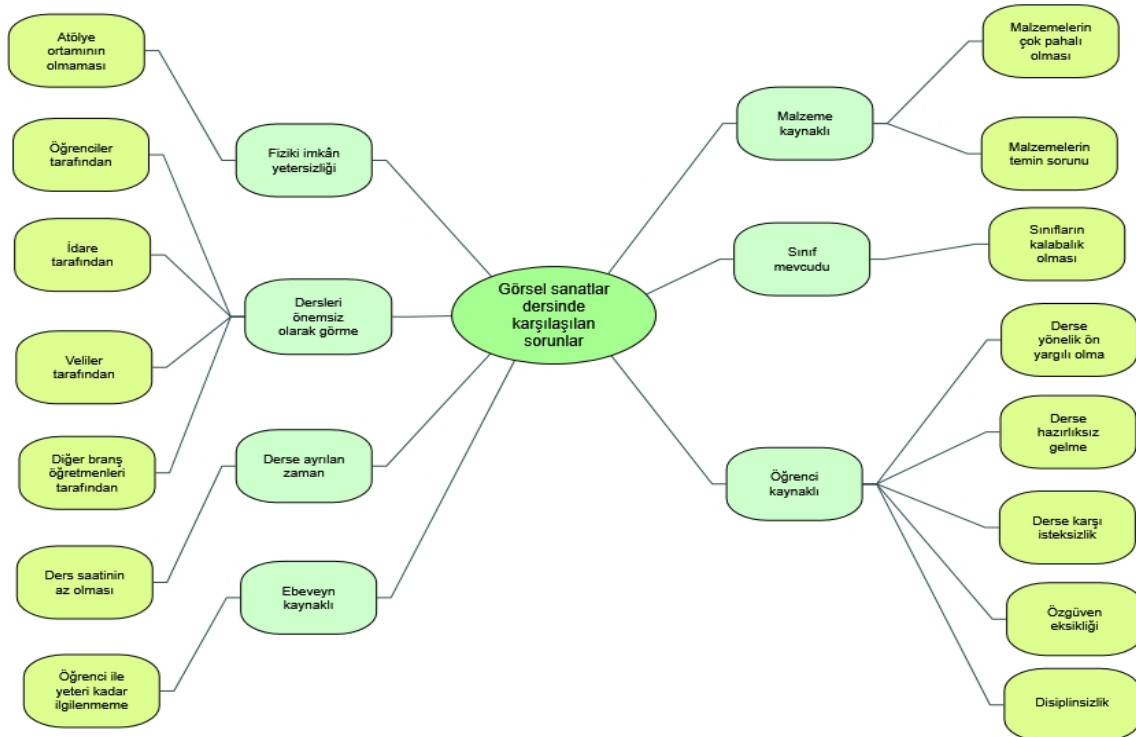 Görsel sanatlar
dersinde
karşılaşılan
sorunlar
Fiziki imkân
yetersizliği
Atölye
ortamının
olmaması
Dersleri
önemsiz
olarak görme
Öğrenciler
tarafından
İdare
tarafından
Veliler
tarafından
Diğer branş
öğretmenleri
tarafından
Derse ayrılan
zaman
Ders saatinin
az olması
Ebeveyn
kaynaklı
Öğrenci ile
yeteri kadar
ilgilenmeme
Malzeme
kaynaklı
Malzemelerin
çok pahalı
olması
Malzemelerin
temin sorunu
Sınıf
mevcudu
Sınıfların
kalabalık
olması
Öğrenci
kaynaklı
Derse
yönelik ön
yargılı olma
Derse
hazırlıksız
gelme
Derse karşı
isteksizlik
Özgüven
eksikliği
Disiplinsizlik